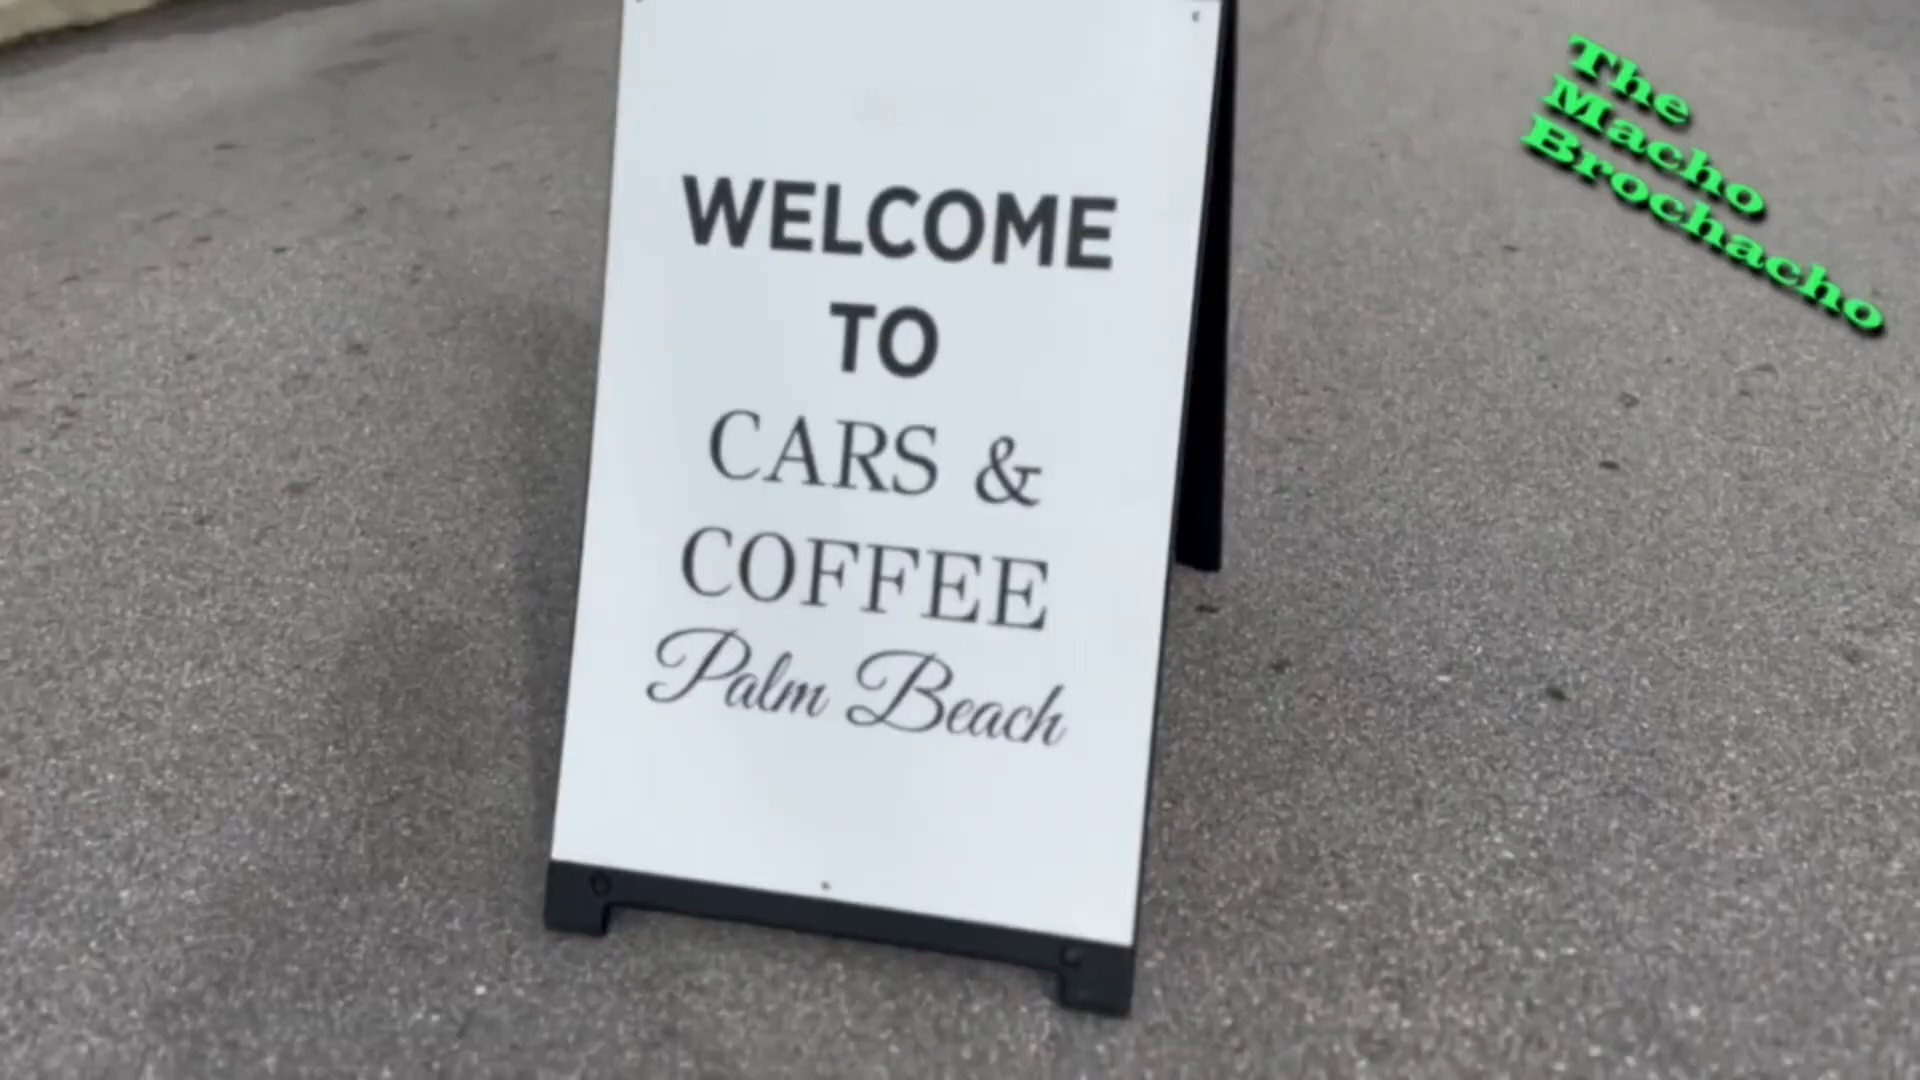 WELCOME
TO
CARS &
COFFEE
Palm Beach
The
Macho
Brochacho